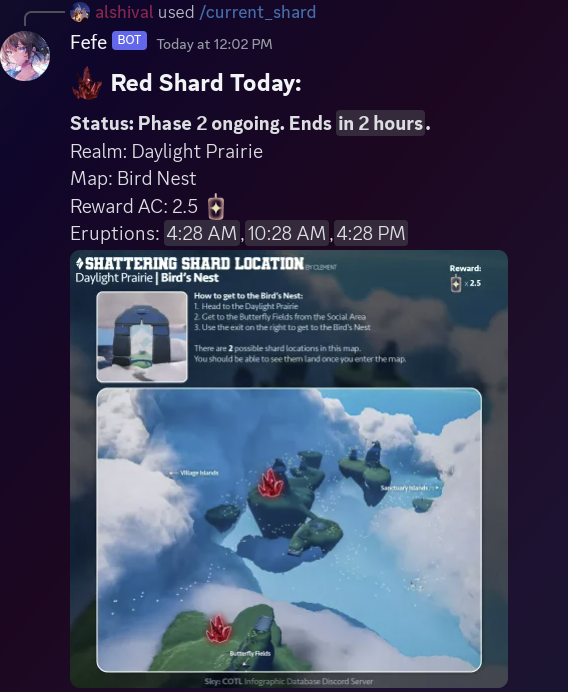 alshival used /current_shard
Fefe BOT Today at 12:02 PM
Red Shard Today:
Status: Phase 2 ongoing. Ends in 2 hours.
Realm: Daylight Prairie
Map: Bird Nest
Reward AC: 2.5
Eruptions: 4:28 AM, 10:28 AM, 4:28 PM
SHATTERING SHARD LOCATION BY CLEMENT
Daylight Prairie | Bird's Nest
Reward:
x 2.5
How to get to the Bird's Nest:
1. Head to the Daylight Prairie
2. Get to the Butterfly Fields from the Social Area
3. Use the exit on the right to get to the Bird's Nest
There are 2 possible shard locations in this map.
You should be able to see them land once you enter the map.
Village Islands
Sanctuary Islands
Butterfly Fields
Sky: COTL Infographic Database Discord Server